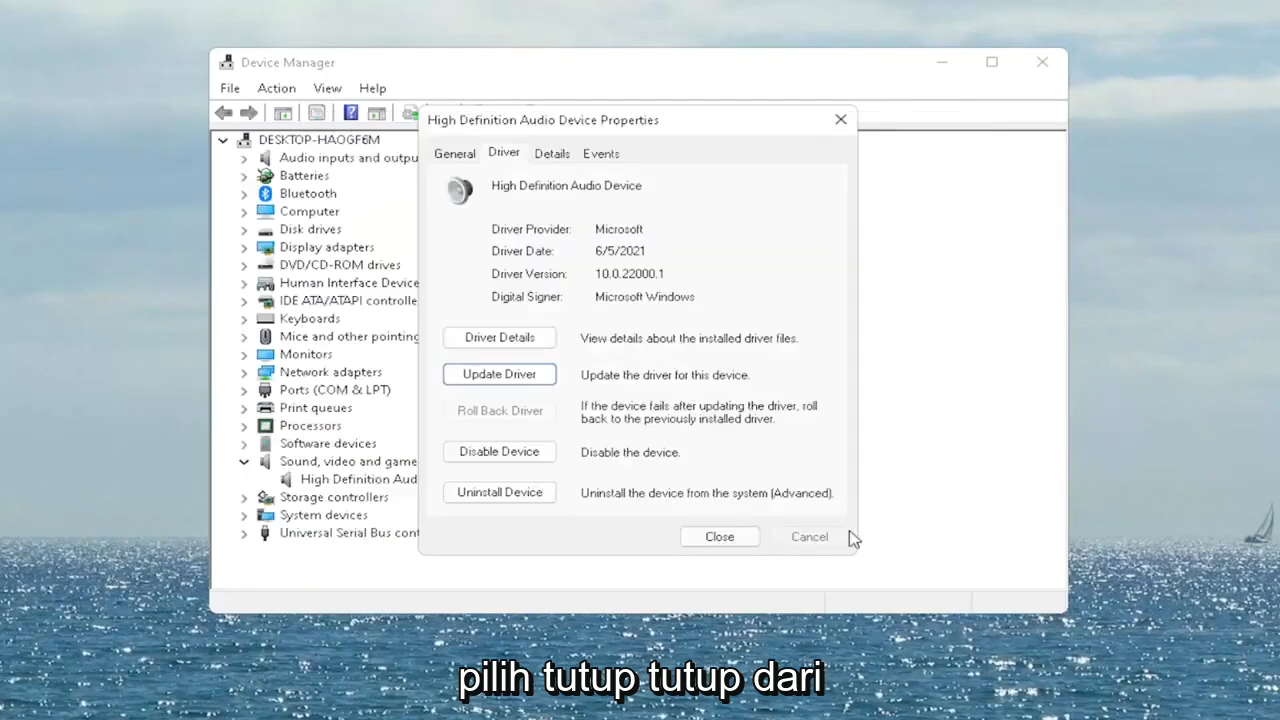 Device Manager
File Action View Help
High Definition Audio Device Properties
General Driver Details Events
High Definition Audio Device
Driver Provider: Microsoft
Driver Date: 6/5/2021
Driver Version: 10.0.22000.1
Digital Signer: Microsoft Windows
Driver Details View details about the installed driver files.
Update Driver Update the driver for this device.
Roll Back Driver If the device fails after updating the driver, roll
back to the previously installed driver.
Disable Device Disable the device.
Uninstall Device Uninstall the device from the system (Advanced).
Close Cancel
DESKTOP-HAOGF6M
Audio inputs and outpu
Batteries
Bluetooth
Computer
Disk drives
Display adapters
DVD/CD-ROM drives
Human Interface Device
IDE ATA/ATAPI controlle
Keyboards
Mice and other pointing
Monitors
Network adapters
Ports (COM & LPT)
Print queues
Processors
Software devices
Sound, video and game
High Definition Aud
Storage controllers
System devices
Universal Serial Bus cont
pilih tutup tutup dari